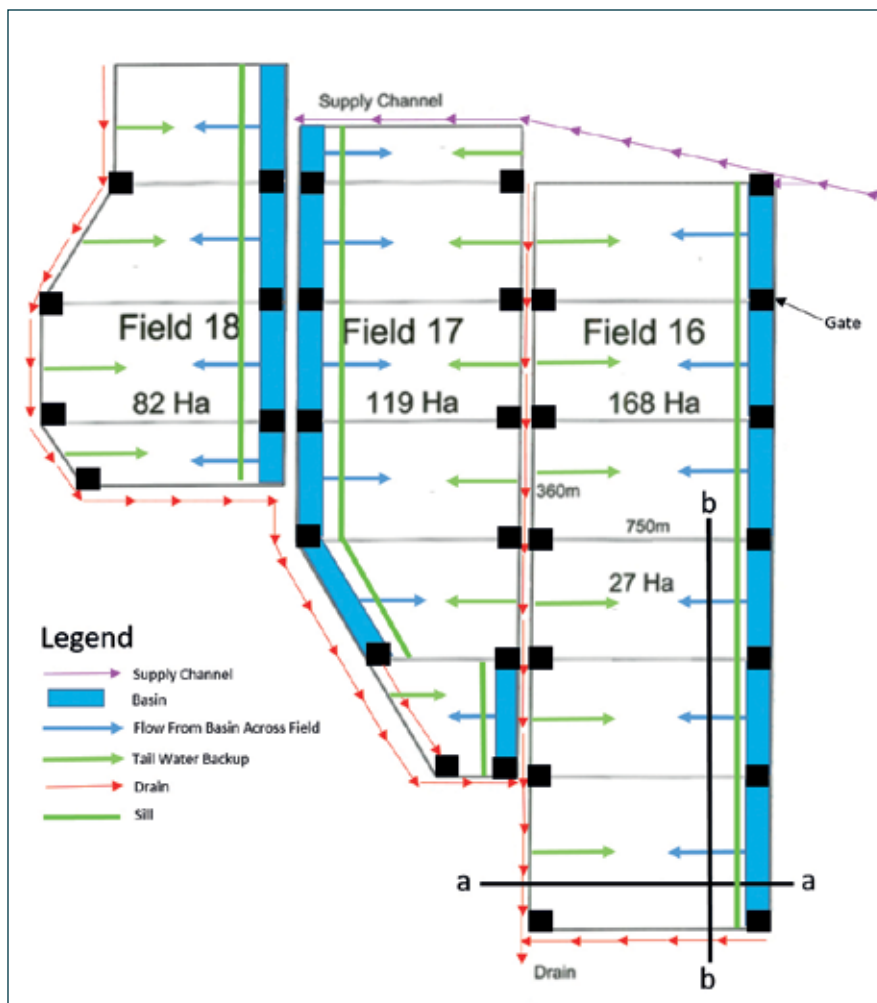 Supply Channel
Field 18
82 Ha
Field 17
119 Ha
Field 16
168 Ha
Gate
360m
750m
27 Ha
b
a
a
b
Drain
Legend
Supply Channel
Basin
Flow From Basin Across Field
Tail Water Backup
Drain
Sill